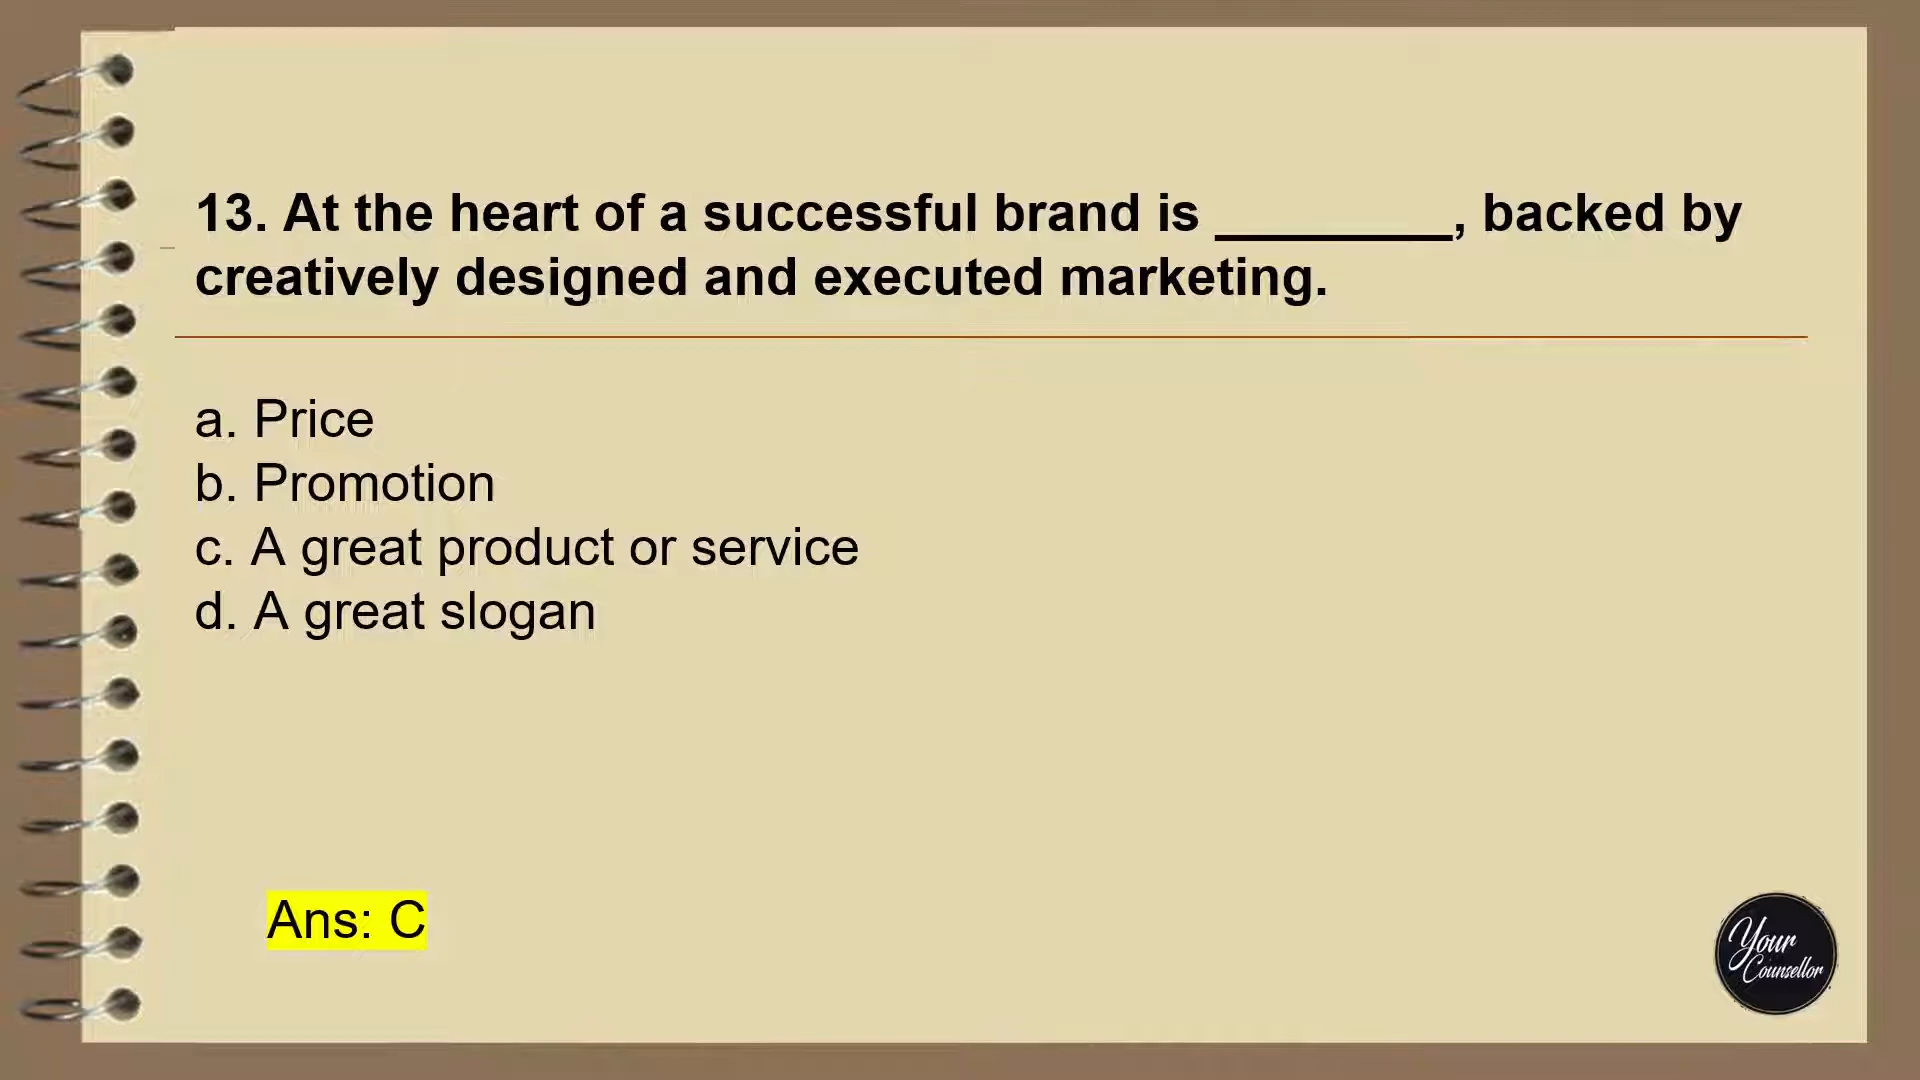 13. At the heart of a successful brand is ________, backed by
creatively designed and executed marketing.
a. Price
b. Promotion
c. A great product or service
d. A great slogan
Ans: C
Your
Counsellor